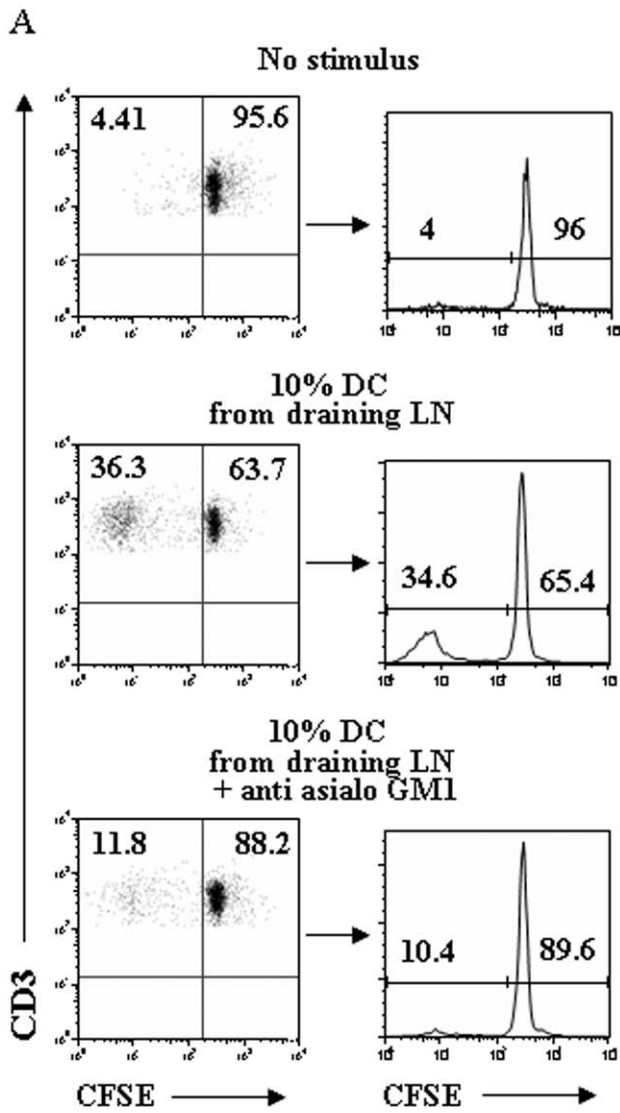 A
No stimulus
4.41 95.6
4 96
10% DC
from draining LN
36.3 63.7
34.6 65.4
10% DC
from draining LN
+ anti asialo GM1
11.8 88.2
10.4 89.6
CD3
CFSE CFSE